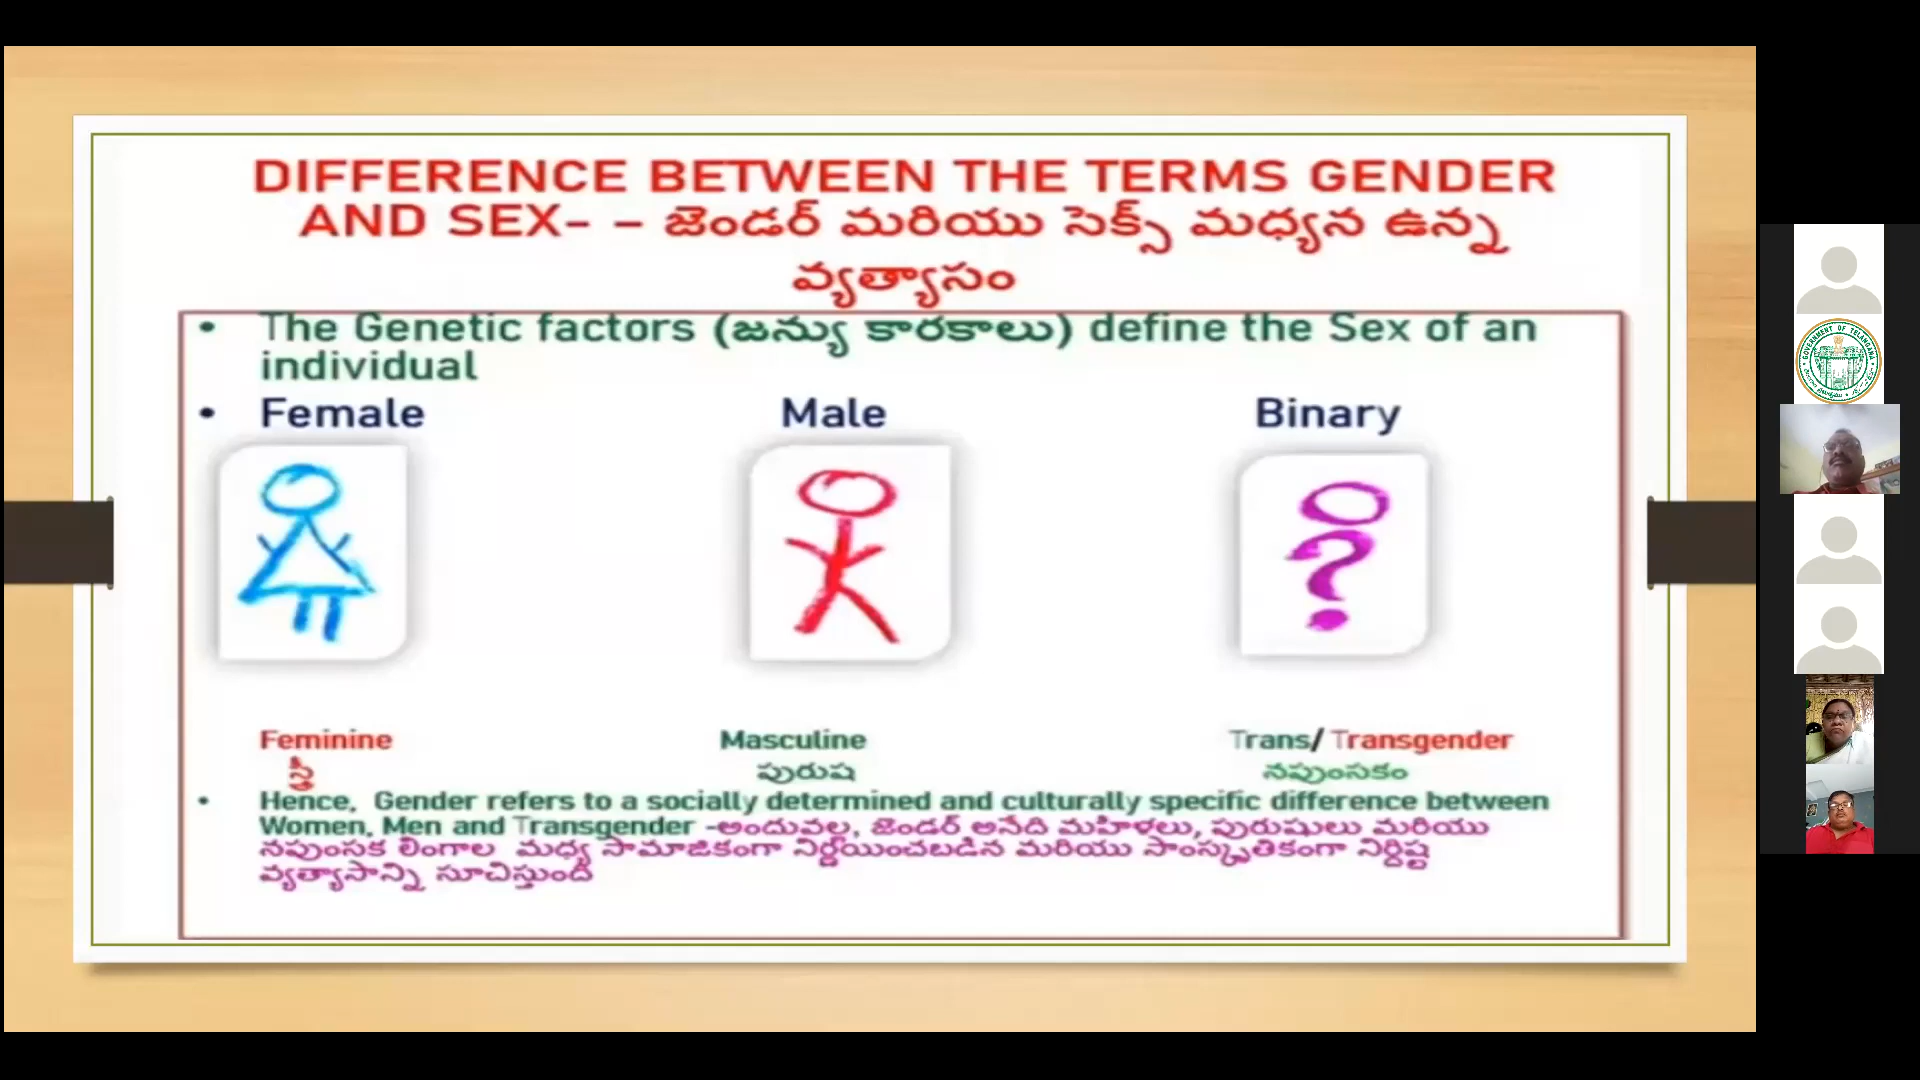 DIFFERENCE BETWEEN THE TERMS GENDER
AND SEX- – జెండర్ మరియు సెక్స్ మధ్యన ఉన్న
వ్యత్యాసం
• The Genetic factors (జన్యు కారకాలు) define the Sex of an
individual
• Female Male Binary
Feminine Masculine Trans/ Transgender
స్త్రీ పురుష నపుంసకం
• Hence, Gender refers to a socially determined and culturally specific difference between
Women, Men and Transgender -అందువల్ల, జెండర్ అనేది మహిళలు, పురుషులు మరియు
నపుంసక లింగాల మధ్య సామాజికంగా నిర్ణయించబడిన మరియు సాంస్కృతికంగా నిర్దిష్ట
వ్యత్యాసాన్ని సూచిస్తుంది
GOVERNMENT OF TELANGANA